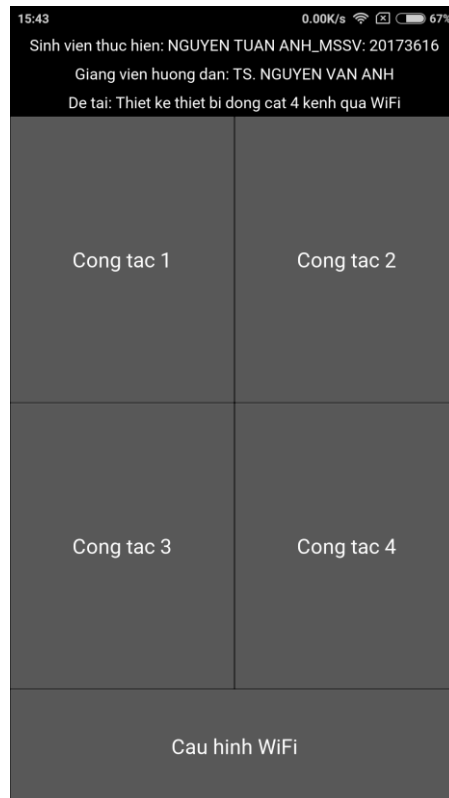 15:43 0.00K/s 67%
Sinh vien thuc hien: NGUYEN TUAN ANH_MSSV: 20173616
Giang vien huong dan: TS. NGUYEN VAN ANH
De tai: Thiet ke thiet bi dong cat 4 kenh qua WiFi
Cong tac 1 Cong tac 2
Cong tac 3 Cong tac 4
Cau hinh WiFi